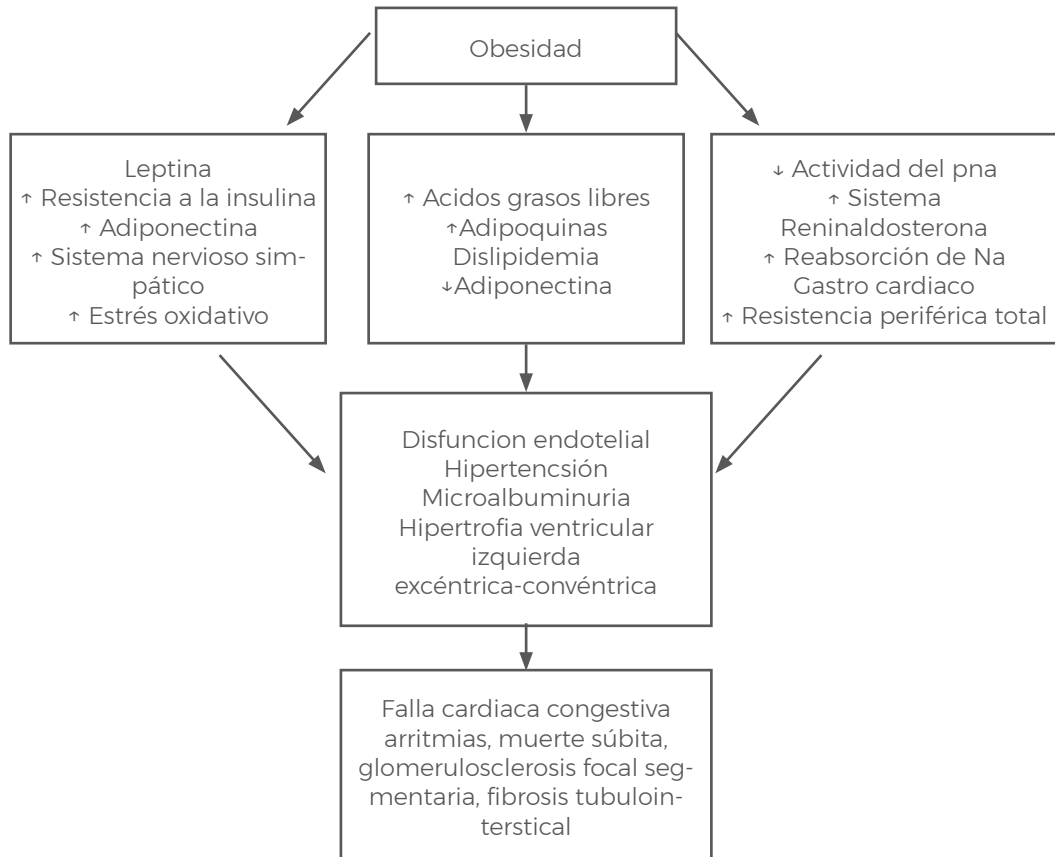 Obesidad
Leptina
↑ Resistencia a la insulina
↑ Adiponectina
↑ Sistema nervioso sim-
pático
↑ Estrés oxidativo
↑ Acidos grasos libres
↑Adipoquinas
Dislipidemia
↓Adiponectina
↓ Actividad del pna
↑ Sistema
Reninaldosterona
↑ Reabsorción de Na
Gastro cardiaco
↑ Resistencia periférica total
Disfuncion endotelial
Hipertencsión
Microalbuminuria
Hipertrofia ventricular
izquierda
excéntrica-convéntrica
Falla cardiaca congestiva
arritmias, muerte súbita,
glomerulosclerosis focal seg-
mentaria, fibrosis tubuloin-
terstical